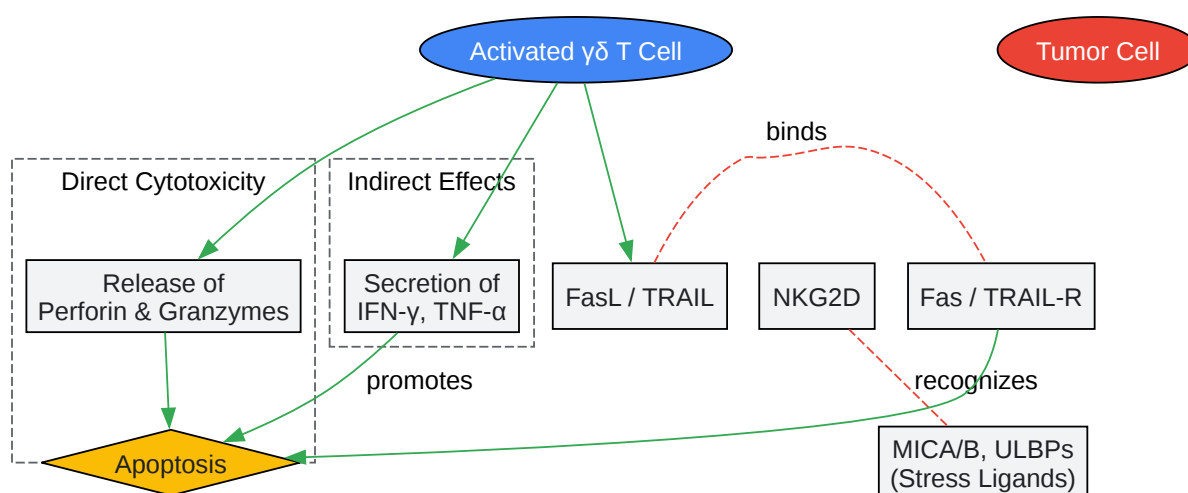 Activated γδ T Cell
Tumor Cell
binds
Direct Cytotoxicity
Indirect Effects
Release of
Perforin & Granzymes
Secretion of
IFN-γ, TNF-α
FasL / TRAIL
NKG2D
Fas / TRAIL-R
promotes
recognizes
Apoptosis
MICA/B, ULBPs
(Stress Ligands)